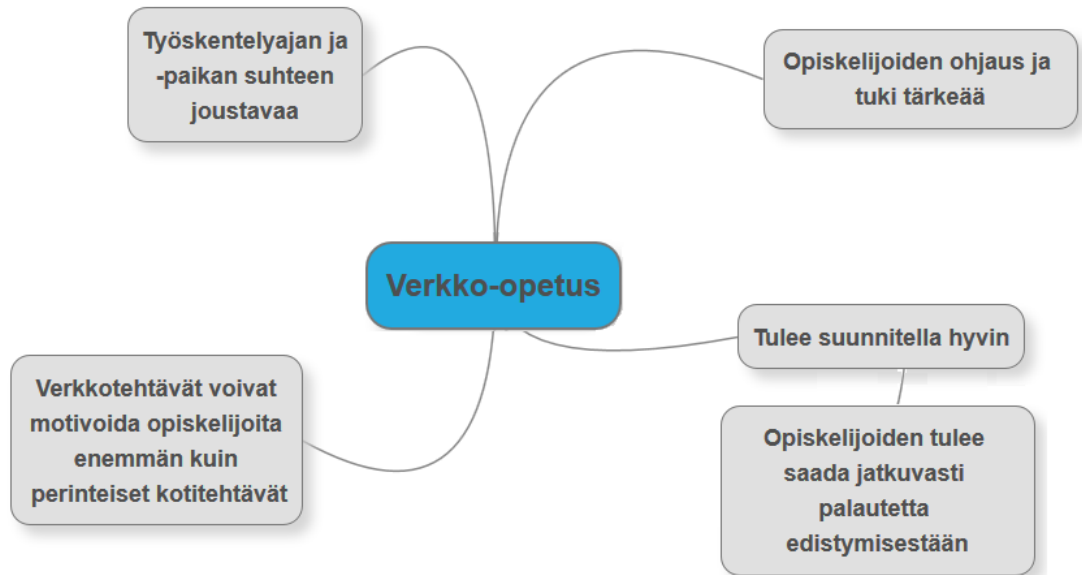 Työskentelyajan ja
-paikan suhteen
joustavaa
Opiskelijoiden ohjaus ja
tuki tärkeää
Verkko-opetus
Tulee suunnitella hyvin
Verkkotehtävät voivat
motivoida opiskelijoita
enemmän kuin
perinteiset kotitehtävät
Opiskelijoiden tulee
saada jatkuvasti
palautetta
edistymisestään